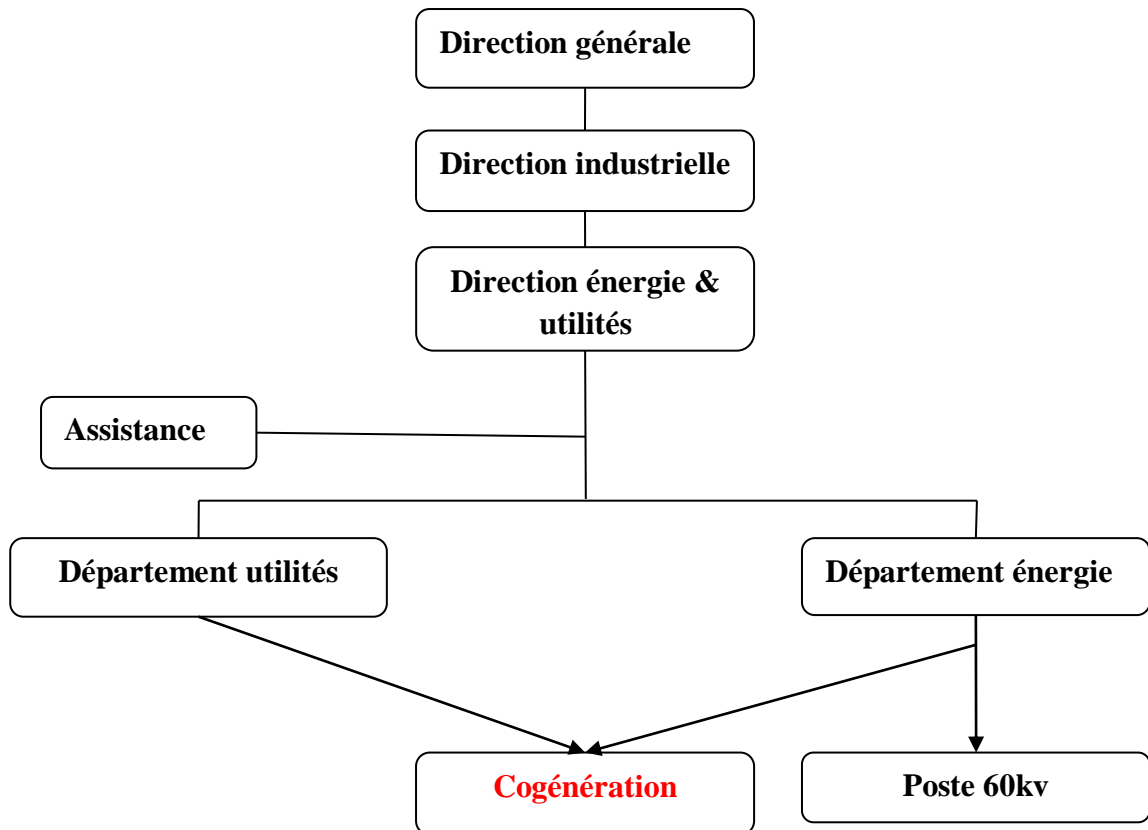 Direction générale
Direction industrielle
Direction énergie &
utilités
Assistance
Département utilités
Département énergie
Cogénération
Poste 60kv